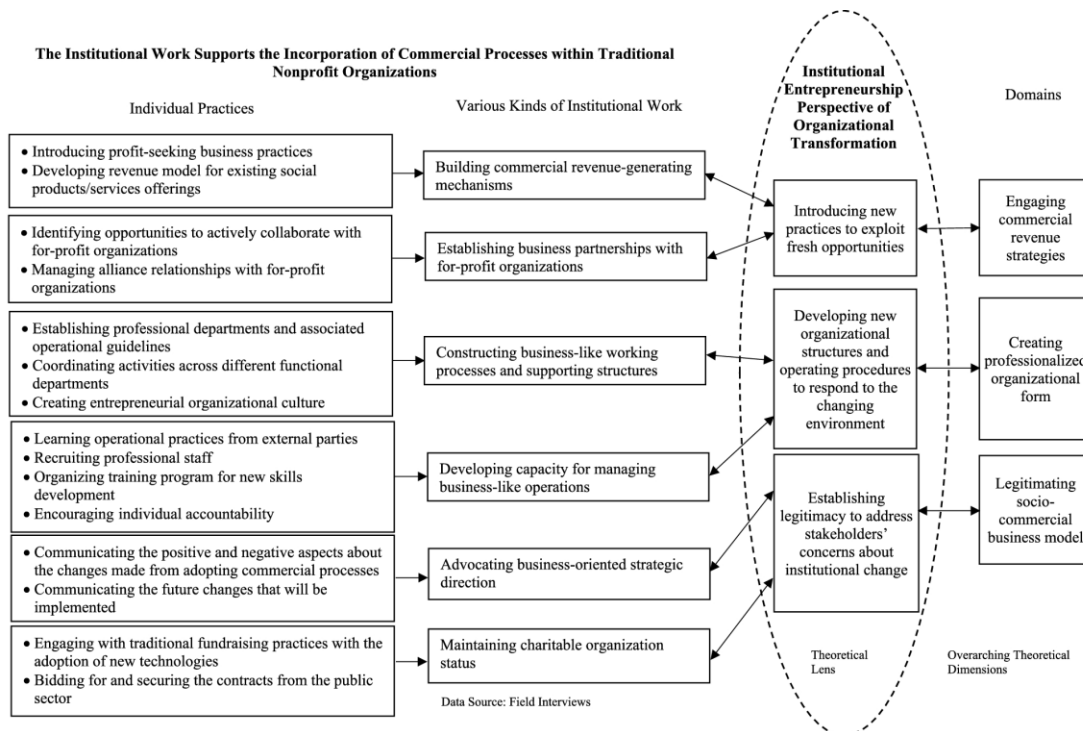 The Institutional Work Supports the Incorporation of Commercial Processes within Traditional
Nonprofit Organizations
Individual Practices
Various Kinds of Institutional Work
Institutional
Entrepreneurship
Perspective of
Organizational
Transformation
Domains
• Introducing profit-seeking business practices
• Developing revenue model for existing social
products/services offerings
Building commercial revenue-generating
mechanisms
• Identifying opportunities to actively collaborate with
for-profit organizations
• Managing alliance relationships with for-profit
organizations
Establishing business partnerships with
for-profit organizations
Introducing new
practices to exploit
fresh opportunities
Engaging
commercial
revenue
strategies
• Establishing professional departments and associated
operational guidelines
• Coordinating activities across different functional
departments
• Creating entrepreneurial organizational culture
Constructing business-like working
processes and supporting structures
• Learning operational practices from external parties
• Recruiting professional staff
• Organizing training program for new skills
development
• Encouraging individual accountability
Developing capacity for managing
business-like operations
Developing new
organizational
structures and
operating procedures
to respond to the
changing
environment
Creating
professionalized
organizational
form
• Communicating the positive and negative aspects about
the changes made from adopting commercial processes
• Communicating the future changes that will be
implemented
Advocating business-oriented strategic
direction
• Engaging with traditional fundraising practices with the
adoption of new technologies
• Bidding for and securing the contracts from the public
sector
Maintaining charitable organization
status
Establishing
legitimacy to address
stakeholders'
concerns about
institutional change
Legitimating
socio-
commercial
business model
Data Source: Field Interviews
Theoretical
Lens
Overarching Theoretical
Dimensions